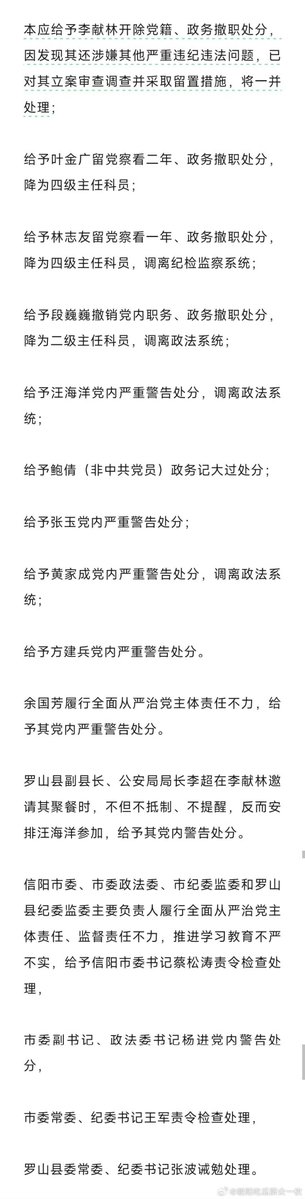 本应给予李献林开除党籍、政务撤职处分，
因发现其还涉嫌其他严重违纪违法问题，已
对其立案审查调查并采取留置措施，将一并
处理；
给予叶金广留党察看二年、政务撤职处分，
降为四级主任科员；
给予林志友留党察看一年、政务撤职处分，
降为四级主任科员，调离纪检监察系统；
给予段巍巍撤销党内职务、政务撤职处分，
降为二级主任科员，调离政法系统；
给予汪海洋党内严重警告处分，调离政法系
统；
给予鲍倩（非中共党员）政务记大过处分；
给予张玉党内严重警告处分；
给予黄家成党内严重警告处分，调离政法系
统；
给予方建兵党内严重警告处分。
余国芳履行全面从严治党主体责任不力，给
予其党内严重警告处分。
罗山县副县长、公安局局长李超在李献林邀
请其聚餐时，不但不抵制、不提醒，反而安
排汪海洋参加，给予其党内警告处分。
信阳市委、市委政法委、市纪委监委和罗山
县纪委监委主要负责人履行全面从严治党主
体责任、监督责任不力，推进学习教育不严
不实，给予信阳市委书记蔡松涛责令检查处
理，
市委副书记、政法委书记杨进党内警告处
分，
市委常委、纪委书记王军责令检查处理，
罗山县委常委、纪委书记张波诫勉处理。